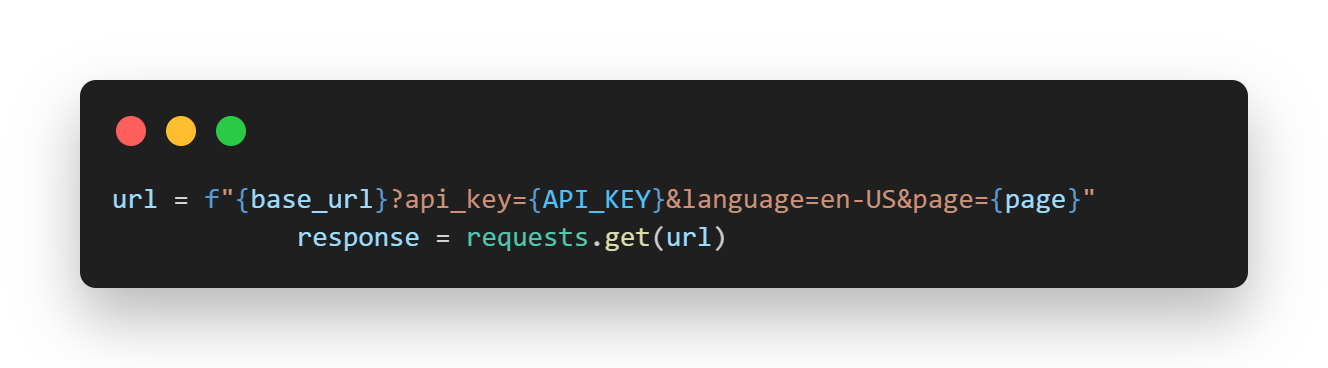 url = f"{base_url}?api_key={API_KEY}&language=en-US&page={page}"
            response = requests.get(url)